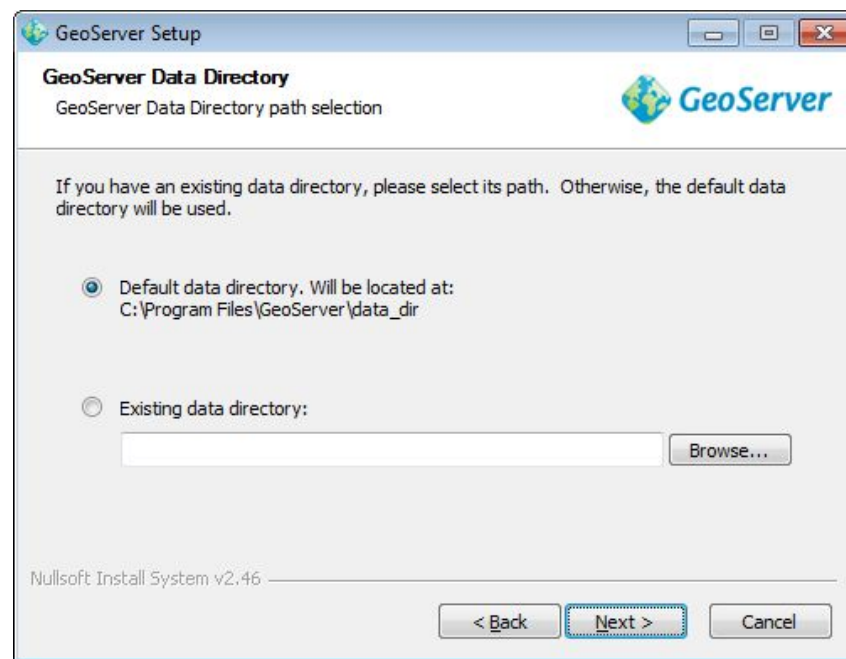 GeoServer Setup
GeoServer Data Directory
GeoServer Data Directory path selection
GeoServer
If you have an existing data directory, please select its path.  Otherwise, the default data
directory will be used.
Default data directory. Will be located at:
C:\Program Files\GeoServer\data_dir
Existing data directory:
Browse...
Nullsoft Install System v2.46
< Back
Next >
Cancel